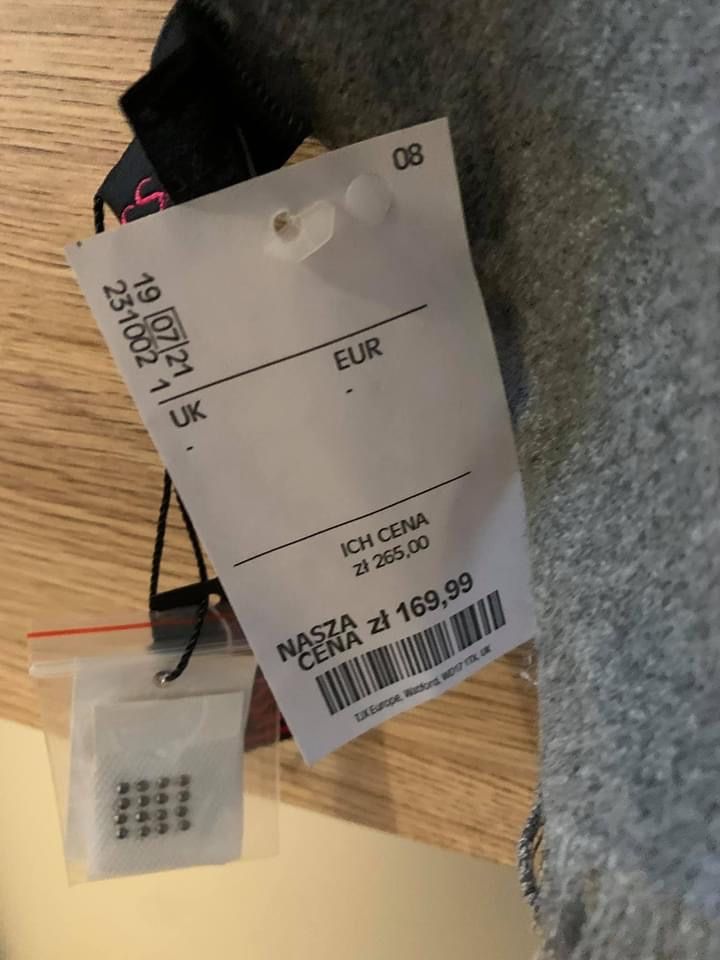 08
19 07 21
231002 1
UK
EUR
-
-
ICH CENA
zł 265,00
NASZA
CENA zł 169,99
TJX Europe, Watford, WD17 1TX, UK